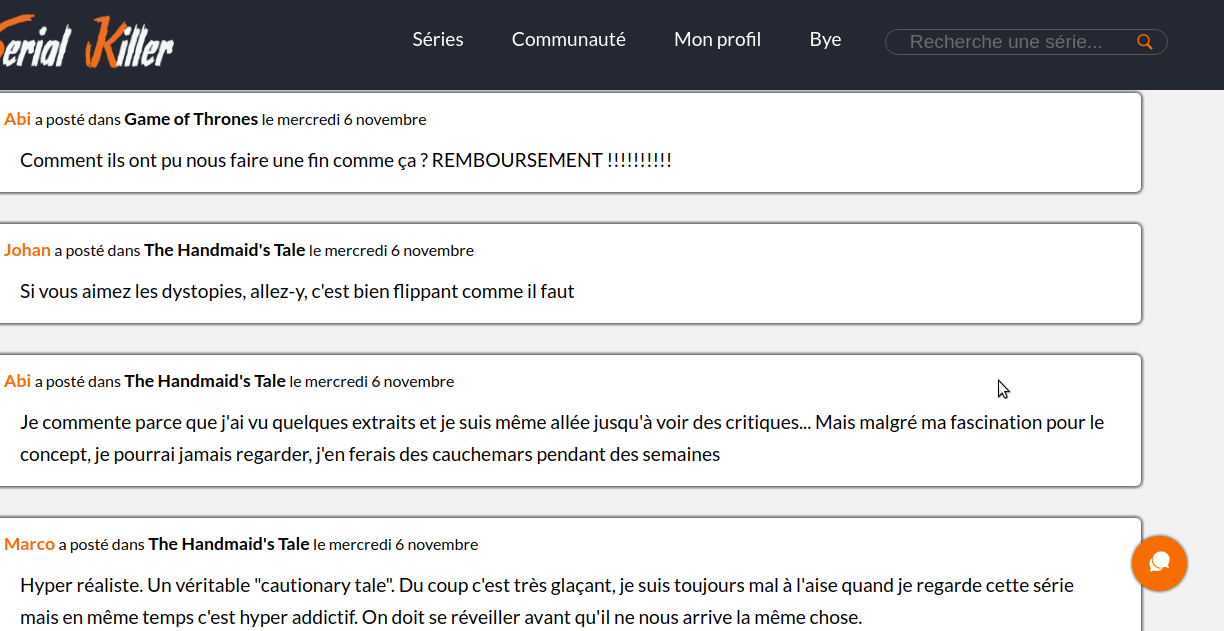 Serial Killer
Séries
Communauté
Mon profil
Bye
Recherche une série...
Abi a posté dans Game of Thrones le mercredi 6 novembre
Comment ils ont pu nous faire une fin comme ça ? REMBOURSEMENT !!!!!!!!!!
Johan a posté dans The Handmaid's Tale le mercredi 6 novembre
Si vous aimez les dystopies, allez-y, c'est bien flippant comme il faut
Abi a posté dans The Handmaid's Tale le mercredi 6 novembre
Je commente parce que j'ai vu quelques extraits et je suis même allée jusqu'à voir des critiques... Mais malgré ma fascination pour le
concept, je pourrai jamais regarder, j'en ferais des cauchemars pendant des semaines
Marco a posté dans The Handmaid's Tale le mercredi 6 novembre
Hyper réaliste. Un véritable "cautionary tale". Du coup c'est très glaçant, je suis toujours mal à l'aise quand je regarde cette série
mais en même temps c'est hyper addictif. On doit se réveiller avant qu'il ne nous arrive la même chose.